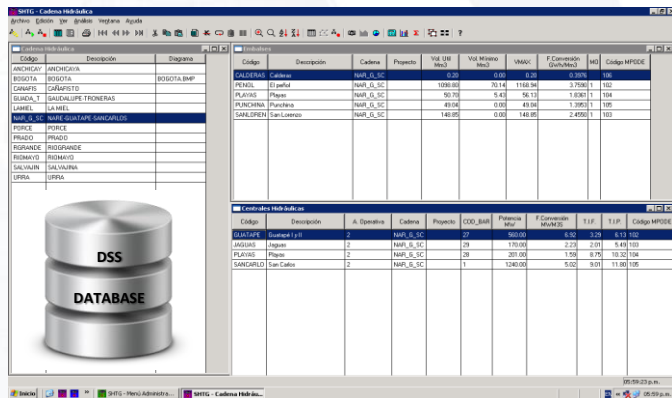 SHTG - Cadena Hidráulica
Archivo Edición Ver Análisis Ventana Ayuda
Cadena Hidráulica
Código Descripción Diagrama
ANCHICAY ANCHICAYA
BOGOTA BOGOTA BOGOTA.BMP
CANAFIS CAÑAFISTO
GUADA_T GAUDALUPE-TRONERAS
LAMIEL LA MIEL
NAR_G_SC NARE-GUATAPE-SANCARLOS
PORCE PORCE
PRADO PRADO
RGRANDE RIOGRANDE
RIOMAYO RIOMAYO
SALVAJIN SALVAJINA
URRA URRA
DSS
DATABASE
Embalses
Código Descripción Cadena Proyecto Vol. Útil Mm3 Vol. Mínimo Mm3 VMAX F.Conversión GWh/Mm3 MO Código MPODE
CALDERAS Calderas NAR_G_SC 0.20 0.00 0.20 0.3976 106
PENOL El peñol NAR_G_SC 1098.80 70.14 1168.94 3.7590 1 102
PLAYAS Playas NAR_G_SC 50.70 5.43 56.13 1.8361 1 104
PUNCHINA Punchina NAR_G_SC 49.04 0.00 49.04 1.3953 1 105
SANLOREN San Lorenzo NAR_G_SC 148.85 0.00 148.85 2.4550 1 103
Centrales Hidráulicas
Código Descripción A. Operativa Cadena Proyecto COD_BAR Potencia MW F.Conversión MW/M3S T.I.F. T.I.P. Código MPODE
GUATAPE Guatapé I y II 2 NAR_G_SC 27 560.00 6.92 3.29 6.13 102
JAGUAS Jaguas 2 NAR_G_SC 29 170.00 2.23 2.01 5.49 103
PLAYAS Playas 2 NAR_G_SC 28 201.00 1.59 8.75 10.32 104
SANCARLO San Carlos 2 NAR_G_SC 1 1240.00 5.02 9.01 11.80 105
05:59:23 p.m.
Inicio SHTG - Menú Administra... SHTG - Cadena Hidráu... 05:59 p.m.